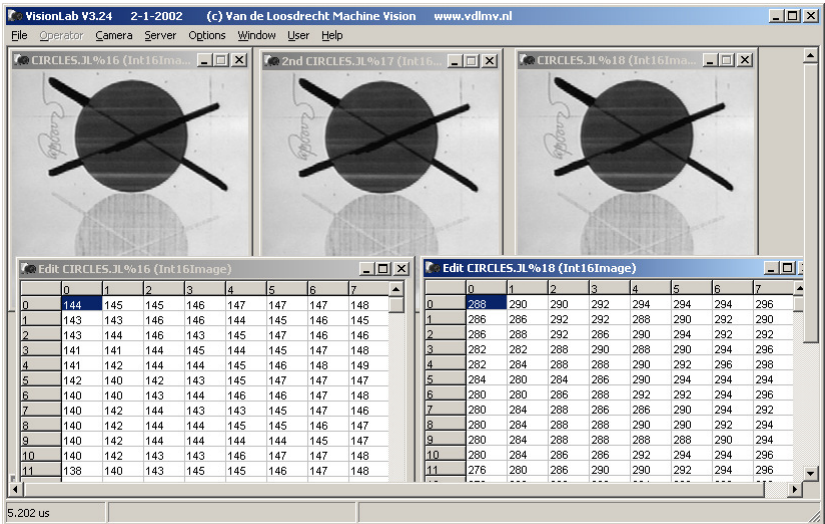 VisionLab V3.24 2-1-2002 (c) Van de Loosdrecht Machine Vision www.vdlmv.nl
File Operator Camera Server Options Window User Help
CIRCLES.JL%16 (Int16Ima...
2nd CIRCLES.JL%17 (Int16...
CIRCLES.JL%18 (Int16Ima...
Edit CIRCLES.JL%16 (Int16Image)
0 1 2 3 4 5 6 7
0 144 145 145 146 147 147 147 148
1 143 143 146 146 144 145 146 145
2 143 144 146 143 145 147 146 146
3 141 141 144 145 144 145 147 148
4 141 142 144 144 145 146 148 149
5 142 140 142 143 145 147 147 147
6 140 140 143 144 146 146 147 148
7 140 142 144 143 143 145 147 146
8 140 142 144 144 145 145 147 146
9 140 142 144 144 144 144 145 147
10 140 142 143 143 146 147 147 148
11 138 140 143 145 145 146 147 148
Edit CIRCLES.JL%18 (Int16Image)
0 1 2 3 4 5 6 7
0 288 290 290 292 294 294 294 296
1 286 286 292 292 288 290 292 290
2 286 288 292 286 290 294 292 292
3 282 282 288 290 288 290 294 296
4 282 284 288 288 290 292 296 298
5 284 280 284 286 290 294 294 294
6 280 280 286 288 292 292 294 296
7 280 284 288 286 286 290 294 292
8 280 284 288 288 290 290 294 292
9 280 284 288 288 288 288 290 294
10 280 284 286 286 292 294 294 296
11 276 280 286 290 290 292 294 296
5.202 us